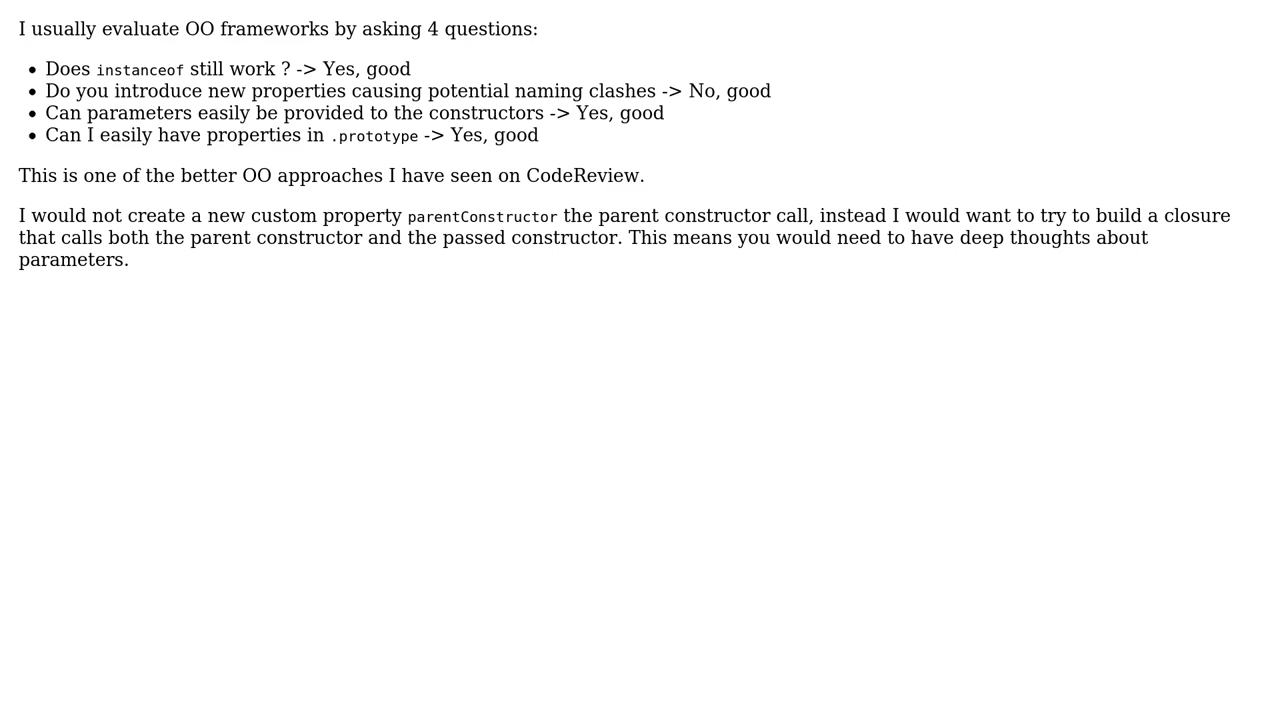 I usually evaluate OO frameworks by asking 4 questions:
• Does instanceof still work ? -> Yes, good
• Do you introduce new properties causing potential naming clashes -> No, good
• Can parameters easily be provided to the constructors -> Yes, good
• Can I easily have properties in .prototype -> Yes, good
This is one of the better OO approaches I have seen on CodeReview.
I would not create a new custom property parentConstructor the parent constructor call, instead I would want to try to build a closure
that calls both the parent constructor and the passed constructor. This means you would need to have deep thoughts about
parameters.